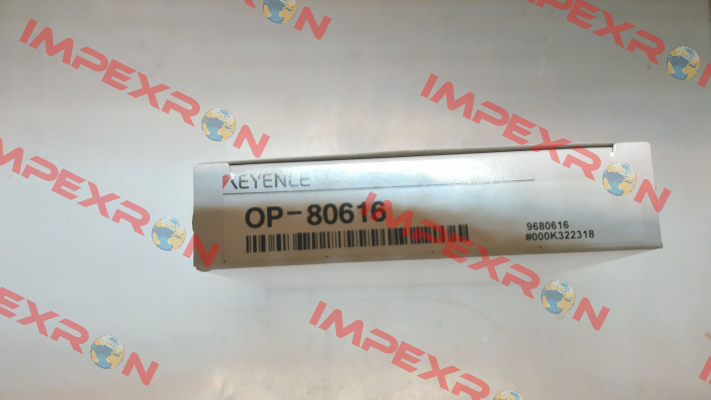 KEYENCE
OP-80616
9680616
#000K322318
IMPEXRON
IMPEXRON
IMPEXRON
IMPEXRON
IMPEXRON
IMPEXRON
IMPEXRON